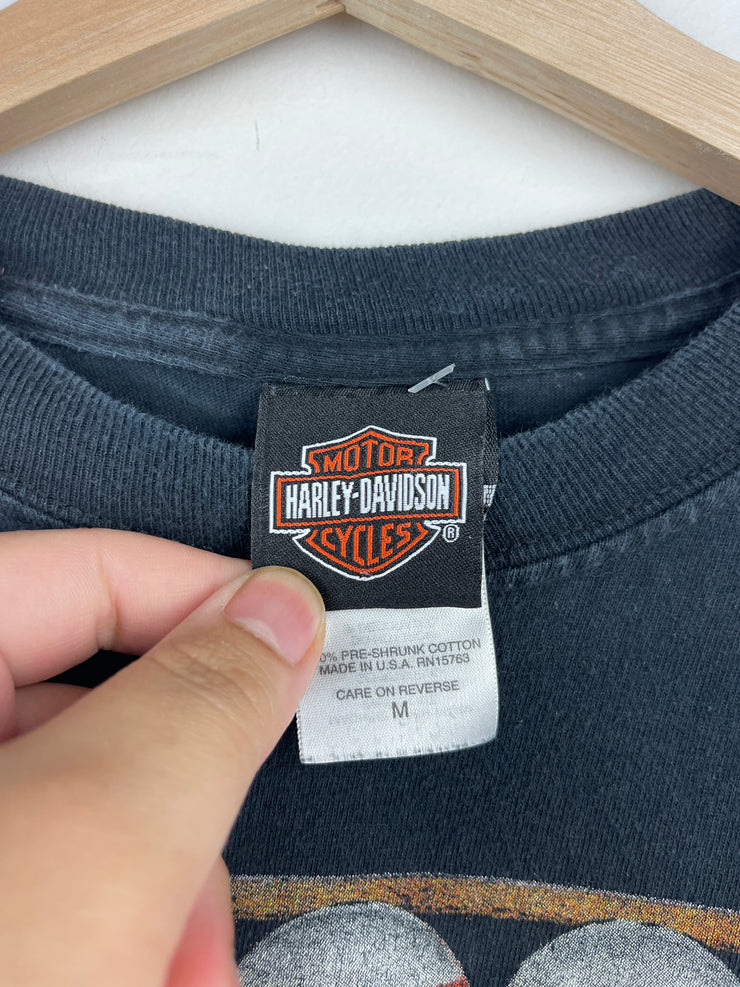 MOTOR
HARLEY-DAVIDSON
CYCLES
®
0% PRE-SHRUNK COTTON
MADE IN U.S.A. RN15763
CARE ON REVERSE
M